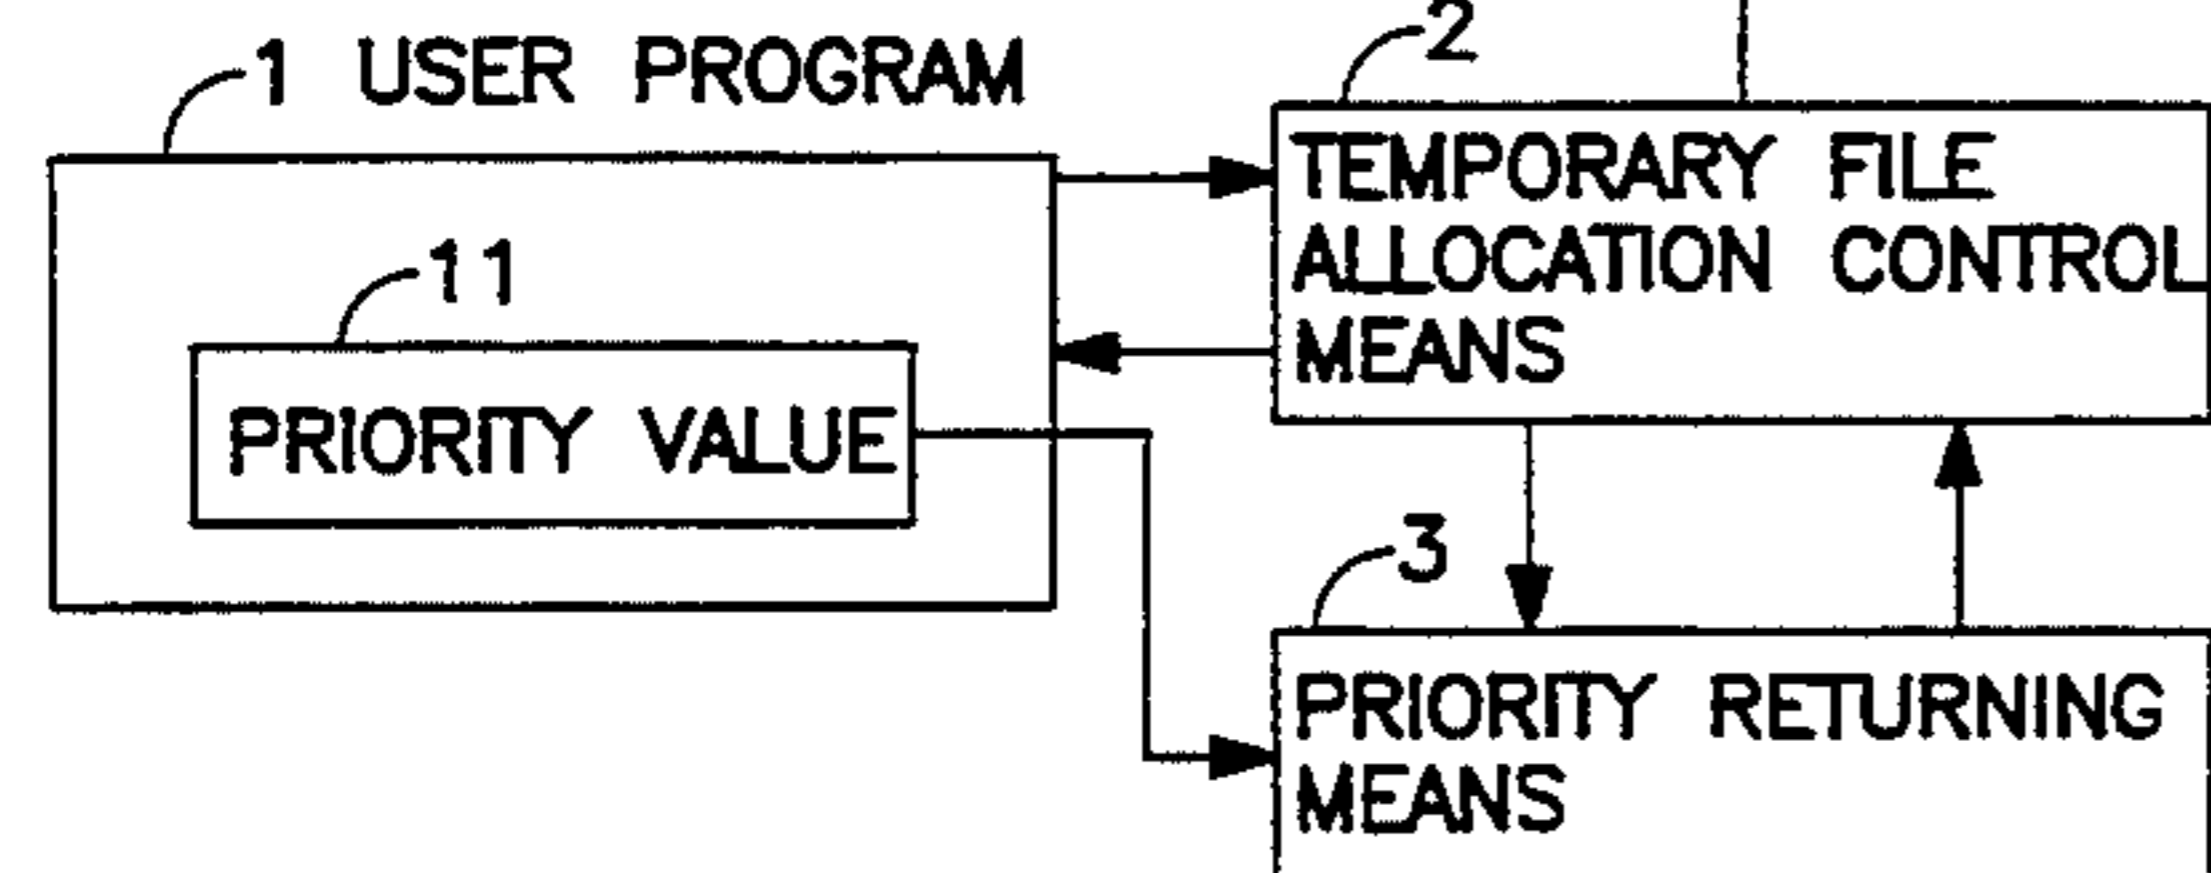 1 USER PROGRAM
11
PRIORITY VALUE
2
TEMPORARY FILE
ALLOCATION CONTROL
MEANS
3
PRIORITY RETURNING
MEANS